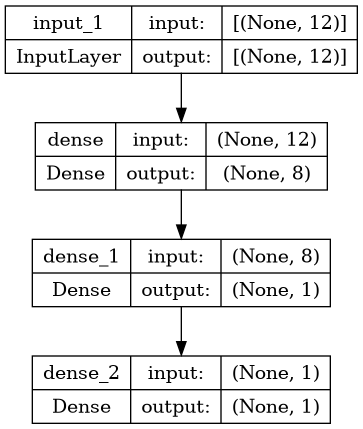 input_1 input: [(None, 12)]
InputLayer output: [(None, 12)]
dense input: (None, 12)
Dense output: (None, 8)
dense_1 input: (None, 8)
Dense output: (None, 1)
dense_2 input: (None, 1)
Dense output: (None, 1)